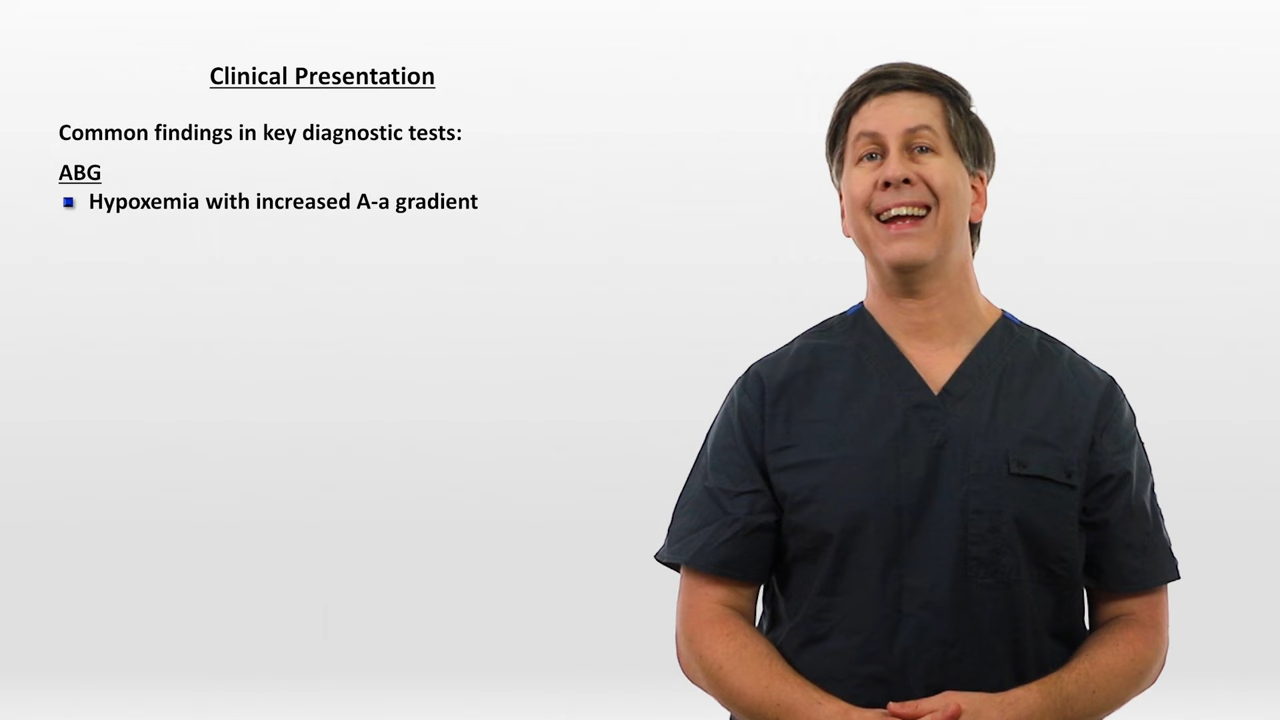 Clinical Presentation
Common findings in key diagnostic tests:
ABG
Hypoxemia with increased A-a gradient